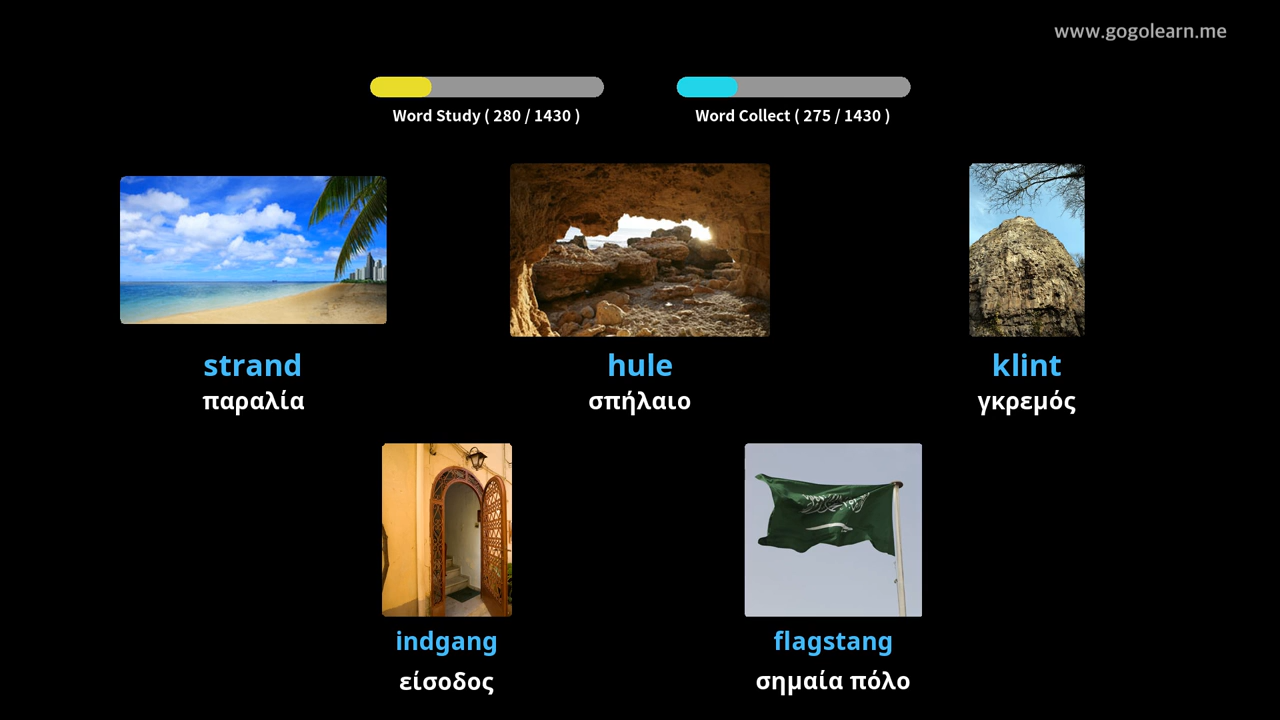 www.gogolearn.me
Word Study ( 280 / 1430 )
Word Collect ( 275 / 1430 )
strand
παραλία
hule
σπήλαιο
klint
γκρεμός
indgang
είσοδος
flagstang
σημαία πόλο